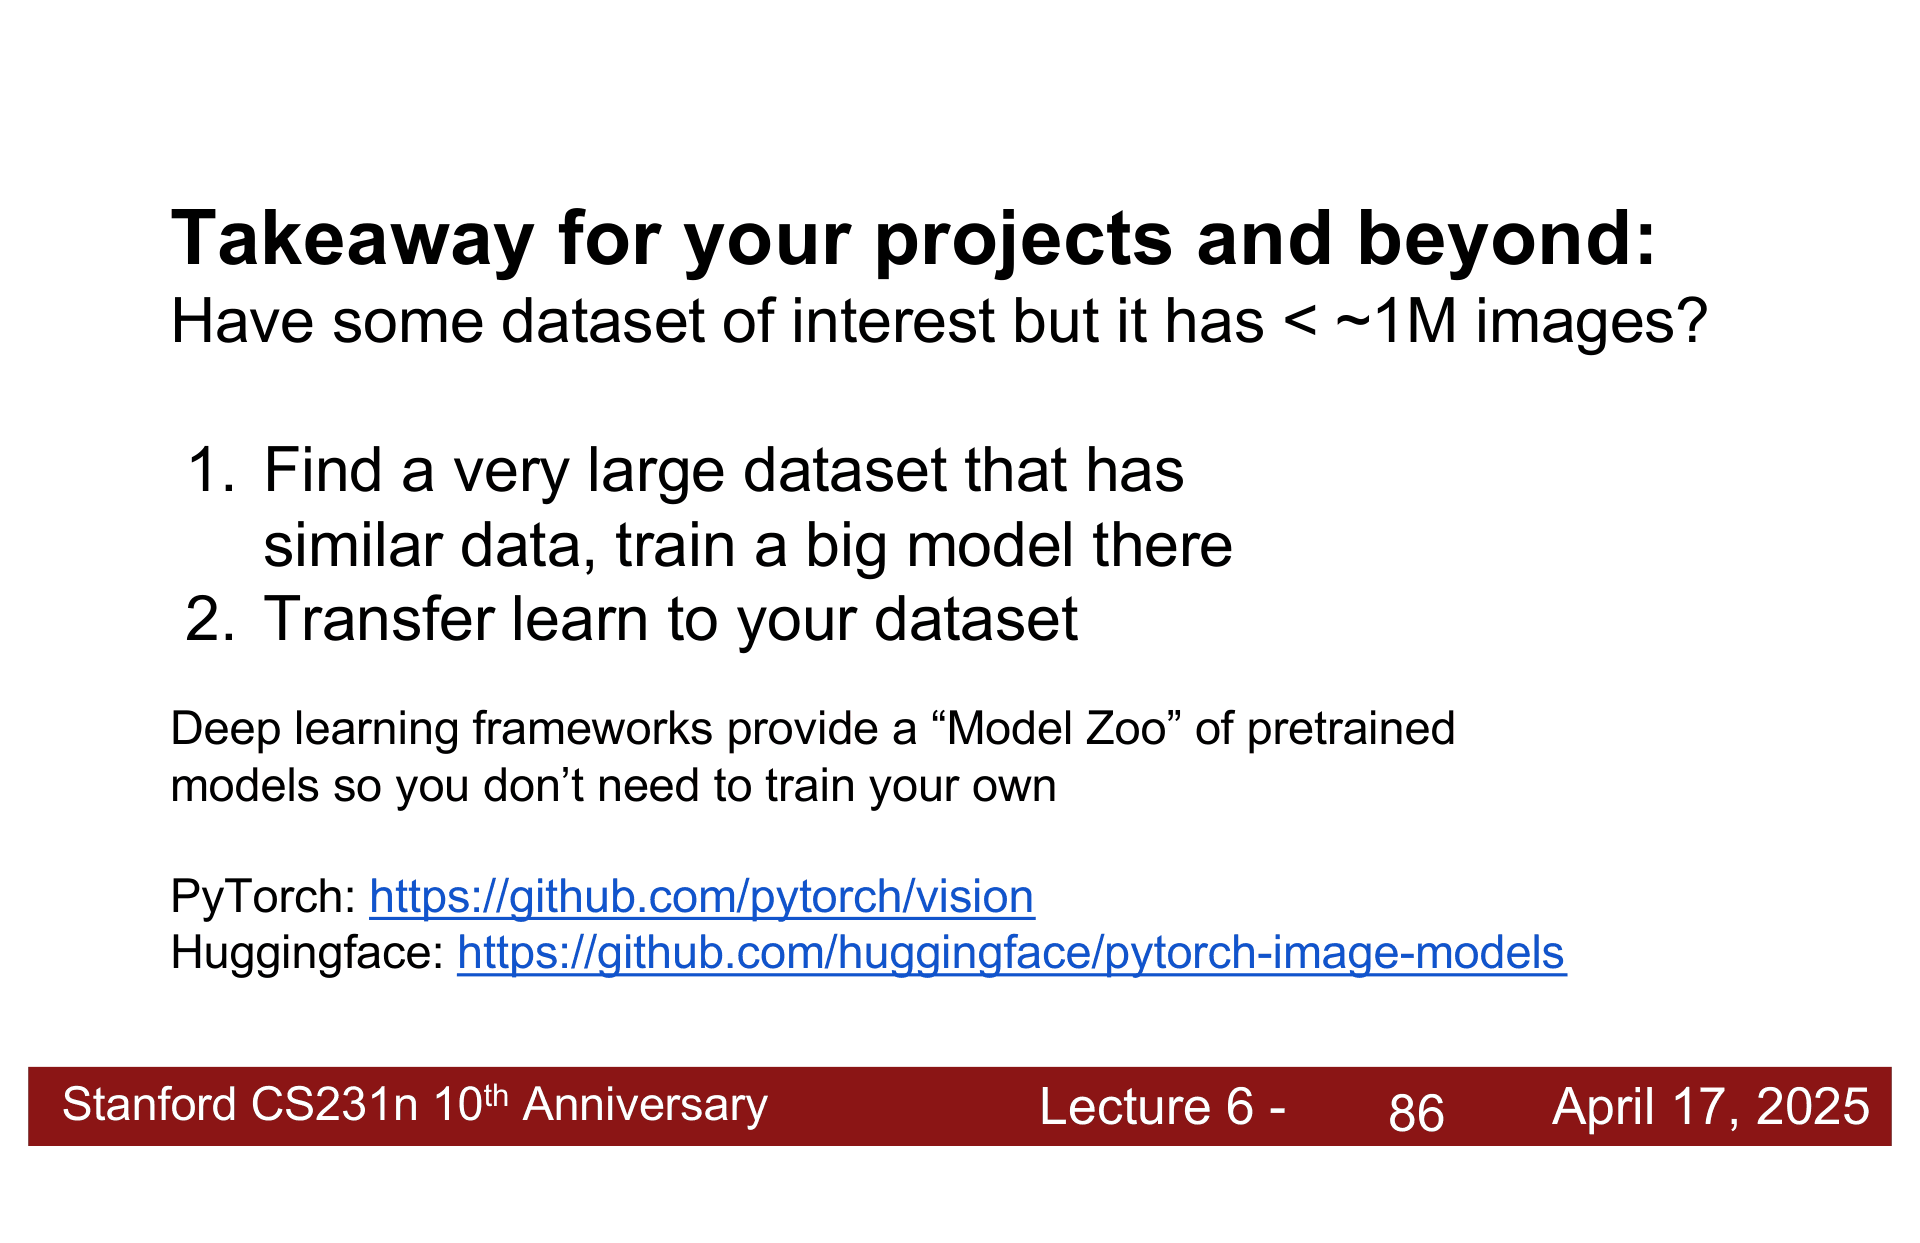 Takeaway for your projects and beyond:
Have some dataset of interest but it has < ~1M images?
1. Find a very large dataset that has
similar data, train a big model there
2. Transfer learn to your dataset
Deep learning frameworks provide a “Model Zoo” of pretrained
models so you don’t need to train your own
PyTorch: https://github.com/pytorch/vision
Huggingface: https://github.com/huggingface/pytorch-image-models
Stanford CS231n 10th Anniversary Lecture 6 - 86 April 17, 2025